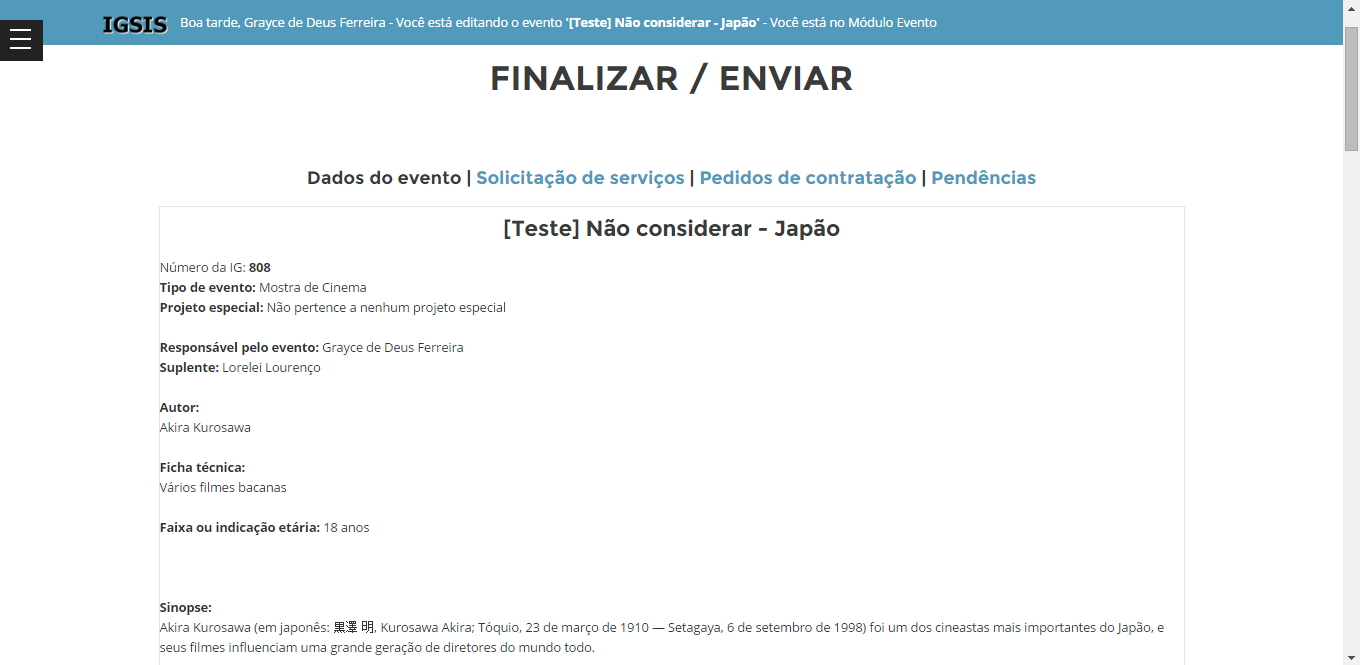 IGSIS Boa tarde, Grayce de Deus Ferreira - Você está editando o evento '[Teste] Não considerar - Japão' - Você está no Módulo Evento
FINALIZAR / ENVIAR
Dados do evento | Solicitação de serviços | Pedidos de contratação | Pendências
[Teste] Não considerar - Japão
Número da IG: 808
Tipo de evento: Mostra de Cinema
Projeto especial: Não pertence a nenhum projeto especial
Responsável pelo evento: Grayce de Deus Ferreira
Suplente: Lorelei Lourenço
Autor:
Akira Kurosawa
Ficha técnica:
Vários filmes bacanas
Faixa ou indicação etária: 18 anos
Sinopse:
Akira Kurosawa (em japonês: 黒澤 明, Kurosawa Akira; Tóquio, 23 de março de 1910 — Setagaya, 6 de setembro de 1998) foi um dos cineastas mais importantes do Japão, e
seus filmes influenciam uma grande geração de diretores do mundo todo.